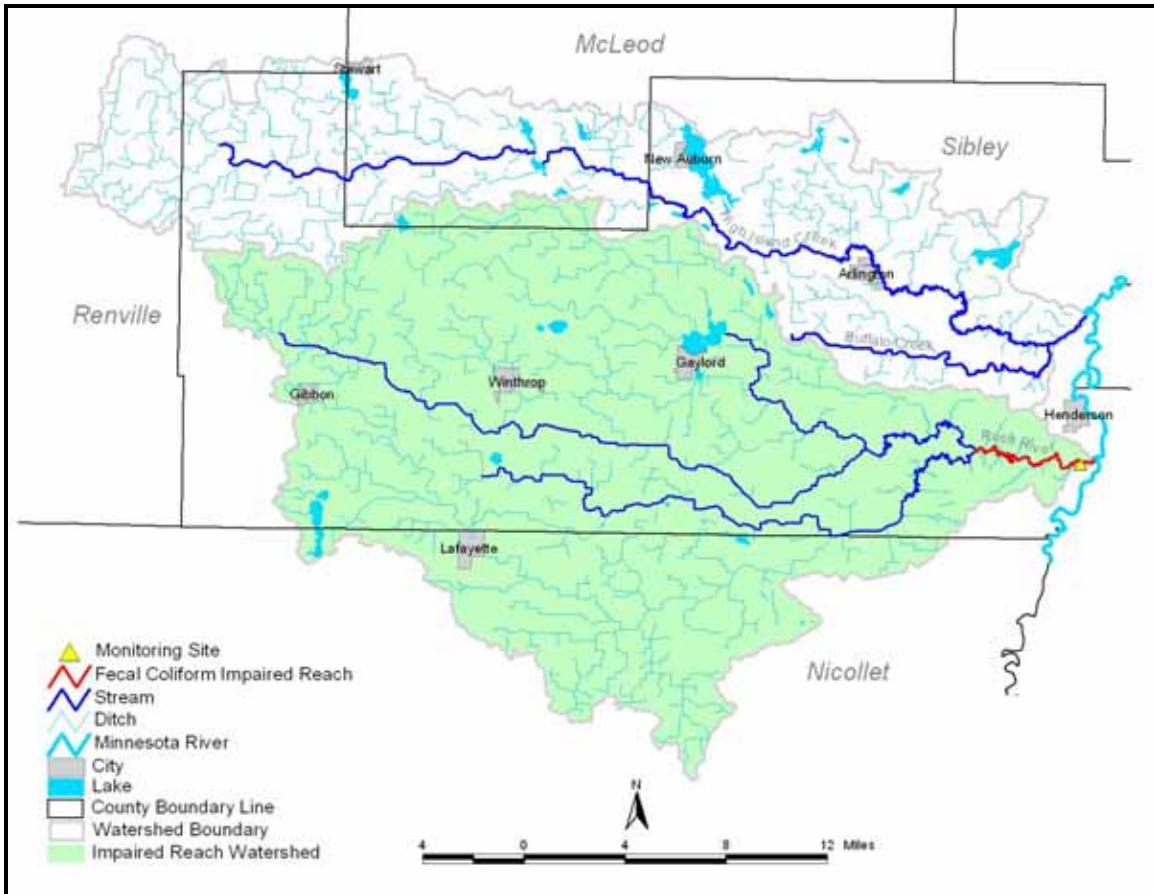 McLeod
Stewart
Sibley
New Auburn
High Island Creek
Arlington
Renville
Buffalo Creek
Gaylord
Winthrop
Gibbon
Henderson
Rush River
Lafayette
Nicollet
Monitoring Site
Fecal Coliform Impaired Reach
Stream
Ditch
Minnesota River
City
Lake
County Boundary Line
Watershed Boundary
Impaired Reach Watershed
N
4 0 4 8 12 Miles